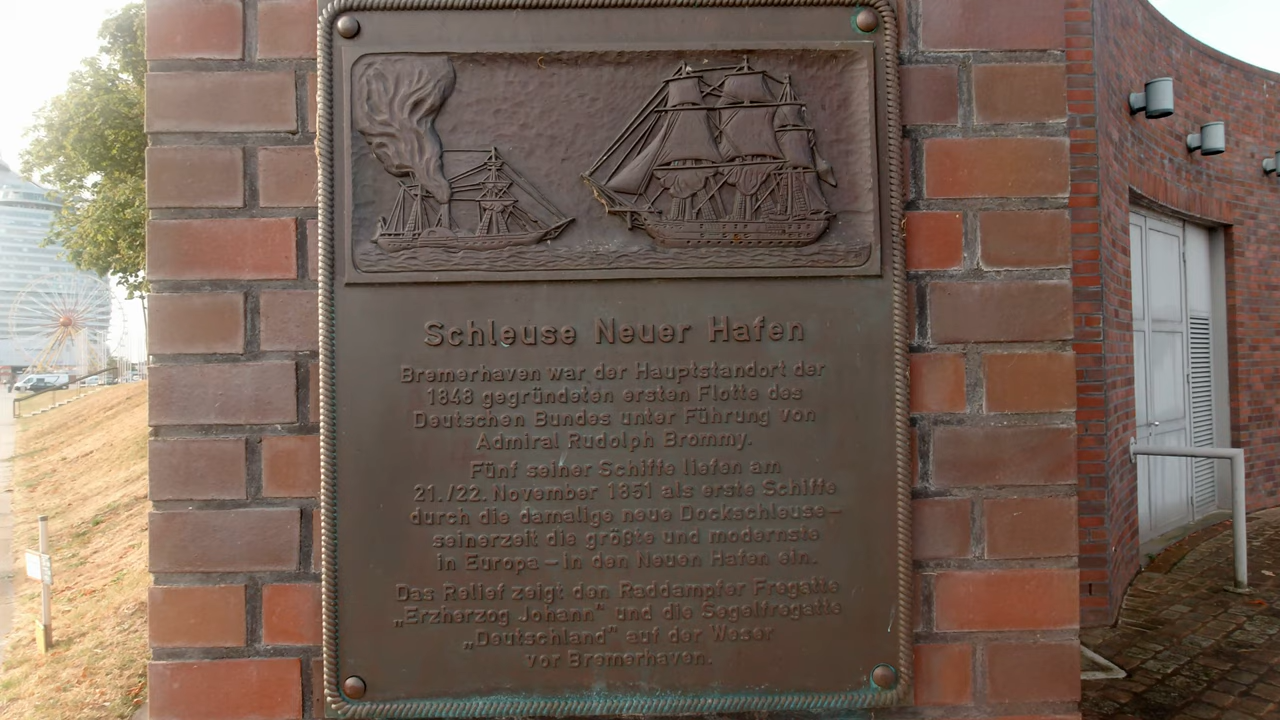 Schleuse Neuer Hafen
Bremerhaven war der Hauptstandort der
1848 gegründeten ersten Flotte des
Deutschen Bundes unter Führung von
Admiral Rudolph Brommy.
Fünf seiner Schiffe liefen am
21./22. November 1851 als erste Schiffe
durch die damalige neue Dockschleuse–
seinerzeit die größte und modernste
in Europa – in den Neuen Hafen ein.
Das Relief zeigt den Raddampfer Fregatte
„Erzherzog Johann" und die Segelfregatte
„Deutschland" auf der Weser
vor Bremerhaven.